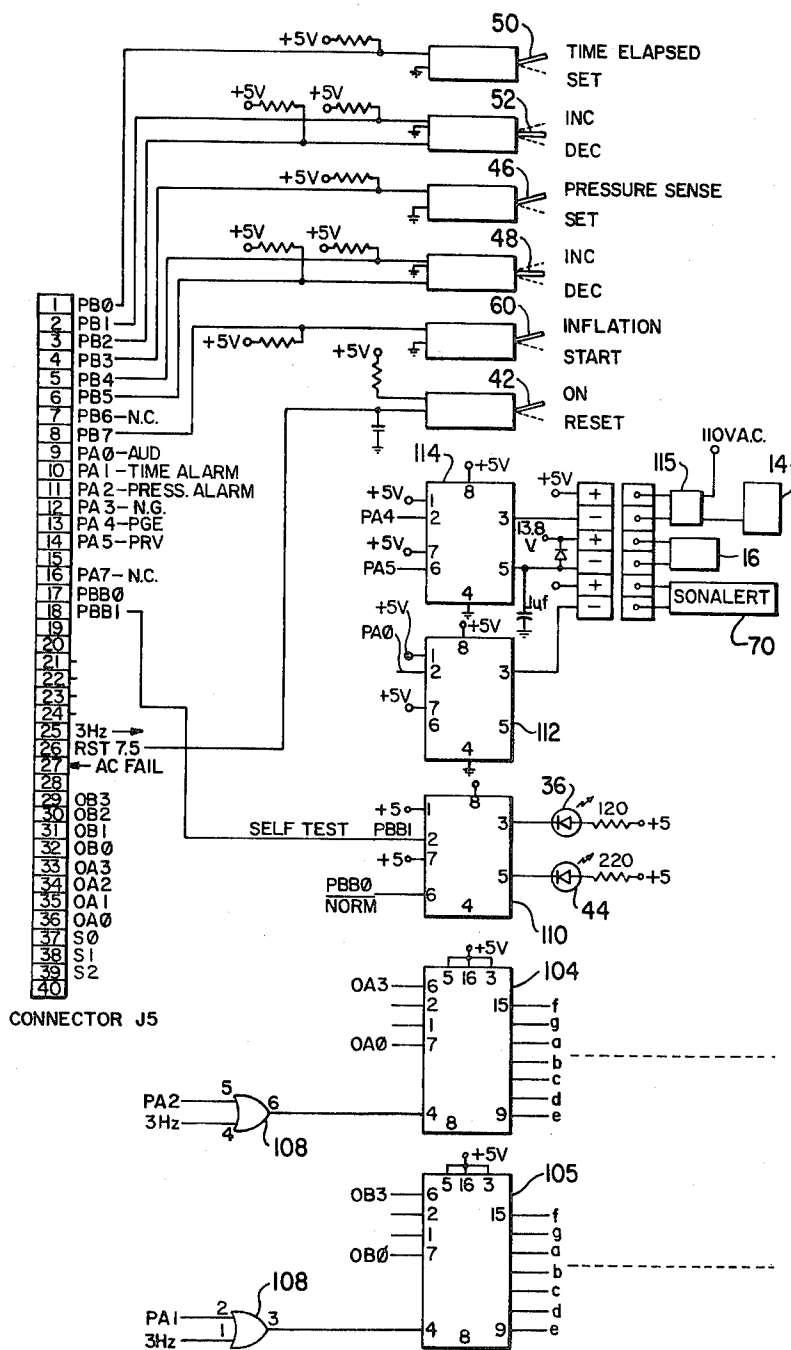 50
+5V
TIME ELAPSED
SET
52
+5V +5V
INC
DEC
46
+5V
PRESSURE SENSE
SET
48
+5V +5V
INC
DEC
60
+5V
INFLATION
START
42
+5V
ON
RESET
1 PBØ
2 PB1
3 PB2
4 PB3
5 PB4
6 PB5
7 PB6-N.C.
8 PB7
9 PAØ-AUD
10 PA1-TIME ALARM
11 PA2-PRESS. ALARM
12 PA3-N.G.
13 PA4-PGE
14 PA5-PRV
15
16 PA7-N.C.
17 PBBØ
18 PBB1
19
20
21
22
23
24
25 3Hz
26 RST 7.5
27 AC FAIL
28
29 OB3
30 OB2
31 OB1
32 OBØ
33 OA3
34 OA2
35 OA1
36 OAØ
37 SØ
38 S1
39 S2
40
CONNECTOR J5
114
+5V
8
+5V 1
PA4 2
3
+5V 7
PA5 6
5
4
+5V
+
−
13.8
V.
+
−
1uf
+
−
115
110V A.C.
14
16
SONALERT
70
+5V
8
+5V
PAØ
1
2
3
+5V 7
6
5
4
112
8
+5 1
SELF TEST PBB1 2
3
36
120
+5
+5 7
PBBØ
NORM
6
5
4
44
220
+5
110
+5V
5 16 3
104
OA3 6
2
1
OAØ 7
15 f
g
a
b
c
d
9 e
4
8
PA2 5
3Hz 4
6
108
+5V
5 16 3
105
OB3 6
2
1
OBØ 7
15 f
g
a
b
c
d
9 e
4
8
PA1 2
3Hz 1
3
108